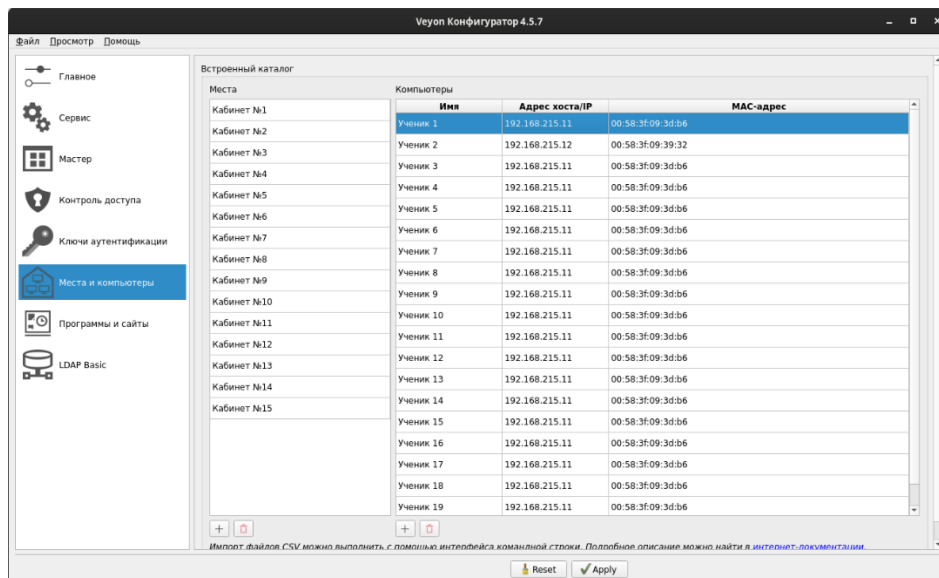 Veyon Конфигуратор 4.5.7
Файл Просмотр Помощь
Главное
Сервис
Мастер
Контроль доступа
Ключи аутентификации
Места и компьютеры
Программы и сайты
LDAP Basic
Встроенный каталог
Места
Кабинет №1
Кабинет №2
Кабинет №3
Кабинет №4
Кабинет №5
Кабинет №6
Кабинет №7
Кабинет №8
Кабинет №9
Кабинет №10
Кабинет №11
Кабинет №12
Кабинет №13
Кабинет №14
Кабинет №15
Компьютеры
Имя Адрес хоста/IP MAC-адрес
Ученик 1 192.168.215.11 00:58:3f:09:3d:b6
Ученик 2 192.168.215.12 00:58:3f:09:39:32
Ученик 3 192.168.215.11 00:58:3f:09:3d:b6
Ученик 4 192.168.215.11 00:58:3f:09:3d:b6
Ученик 5 192.168.215.11 00:58:3f:09:3d:b6
Ученик 6 192.168.215.11 00:58:3f:09:3d:b6
Ученик 7 192.168.215.11 00:58:3f:09:3d:b6
Ученик 8 192.168.215.11 00:58:3f:09:3d:b6
Ученик 9 192.168.215.11 00:58:3f:09:3d:b6
Ученик 10 192.168.215.11 00:58:3f:09:3d:b6
Ученик 11 192.168.215.11 00:58:3f:09:3d:b6
Ученик 12 192.168.215.11 00:58:3f:09:3d:b6
Ученик 13 192.168.215.11 00:58:3f:09:3d:b6
Ученик 14 192.168.215.11 00:58:3f:09:3d:b6
Ученик 15 192.168.215.11 00:58:3f:09:3d:b6
Ученик 16 192.168.215.11 00:58:3f:09:3d:b6
Ученик 17 192.168.215.11 00:58:3f:09:3d:b6
Ученик 18 192.168.215.11 00:58:3f:09:3d:b6
Ученик 19 192.168.215.11 00:58:3f:09:3d:b6
Импорт файлов CSV можно выполнить с помощью интерфейса командной строки. Подробное описание можно найти в интернет-документации.
Reset Apply